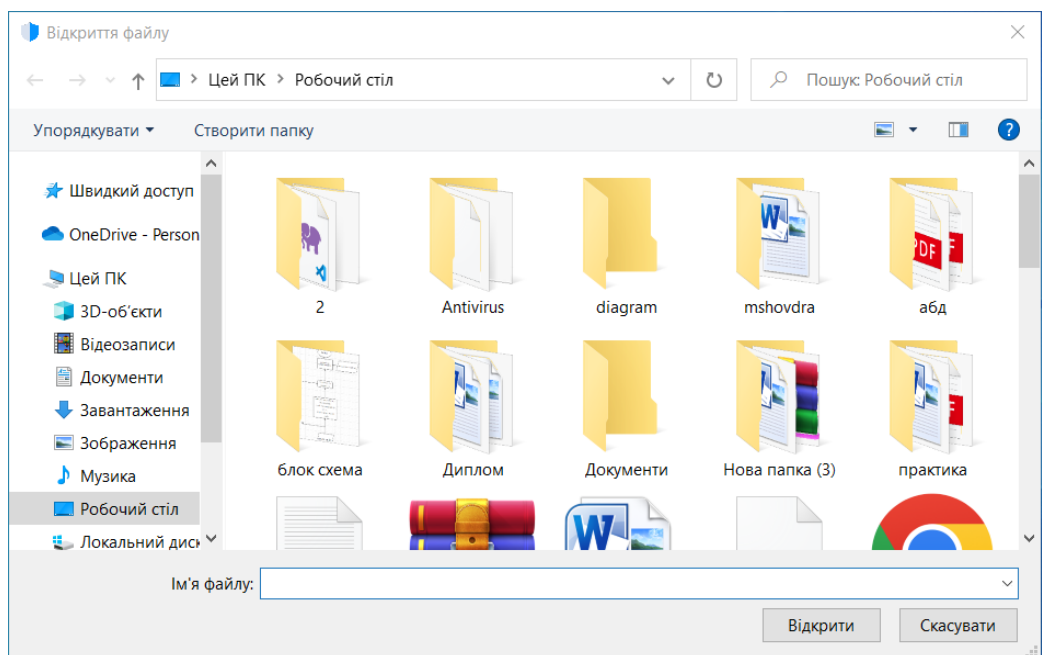 Відкриття файлу
Цей ПК > Робочий стіл
Пошук: Робочий стіл
Упорядкувати
Створити папку
?
Швидкий доступ
OneDrive - Person
Цей ПК
3D-об'єкти
Відеозаписи
Документи
Завантаження
Зображення
Музика
Робочий стіл
Локальний диск
2
Antivirus
diagram
mshovdra
W
абд
PDF
блок схема
Диплом
Документи
Нова папка (3)
практика
W
Ім'я файлу:
Відкрити
Скасувати